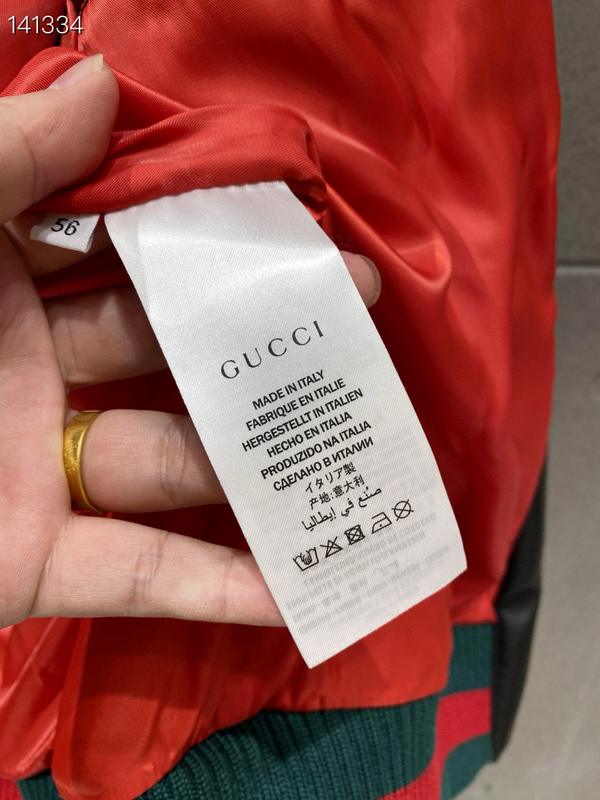 141334
56
GUCCI
MADE IN ITALY
FABRIQUE EN ITALIE
HERGESTELLT IN ITALIEN
HECHO EN ITALIA
PRODUZIDO NA ITALIA
СДЕЛАНО В ИТАЛИИ
イタリア製
产地:意大利
صُنع في إيطاليا